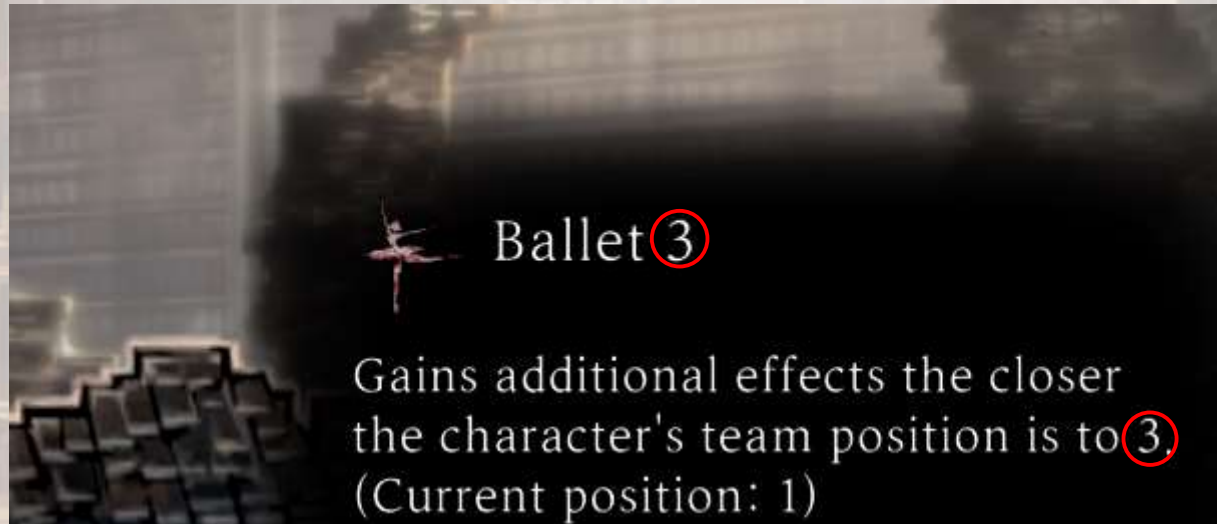 Ballet 3
Gains additional effects the closer
the character's team position is to 3.
(Current position: 1)